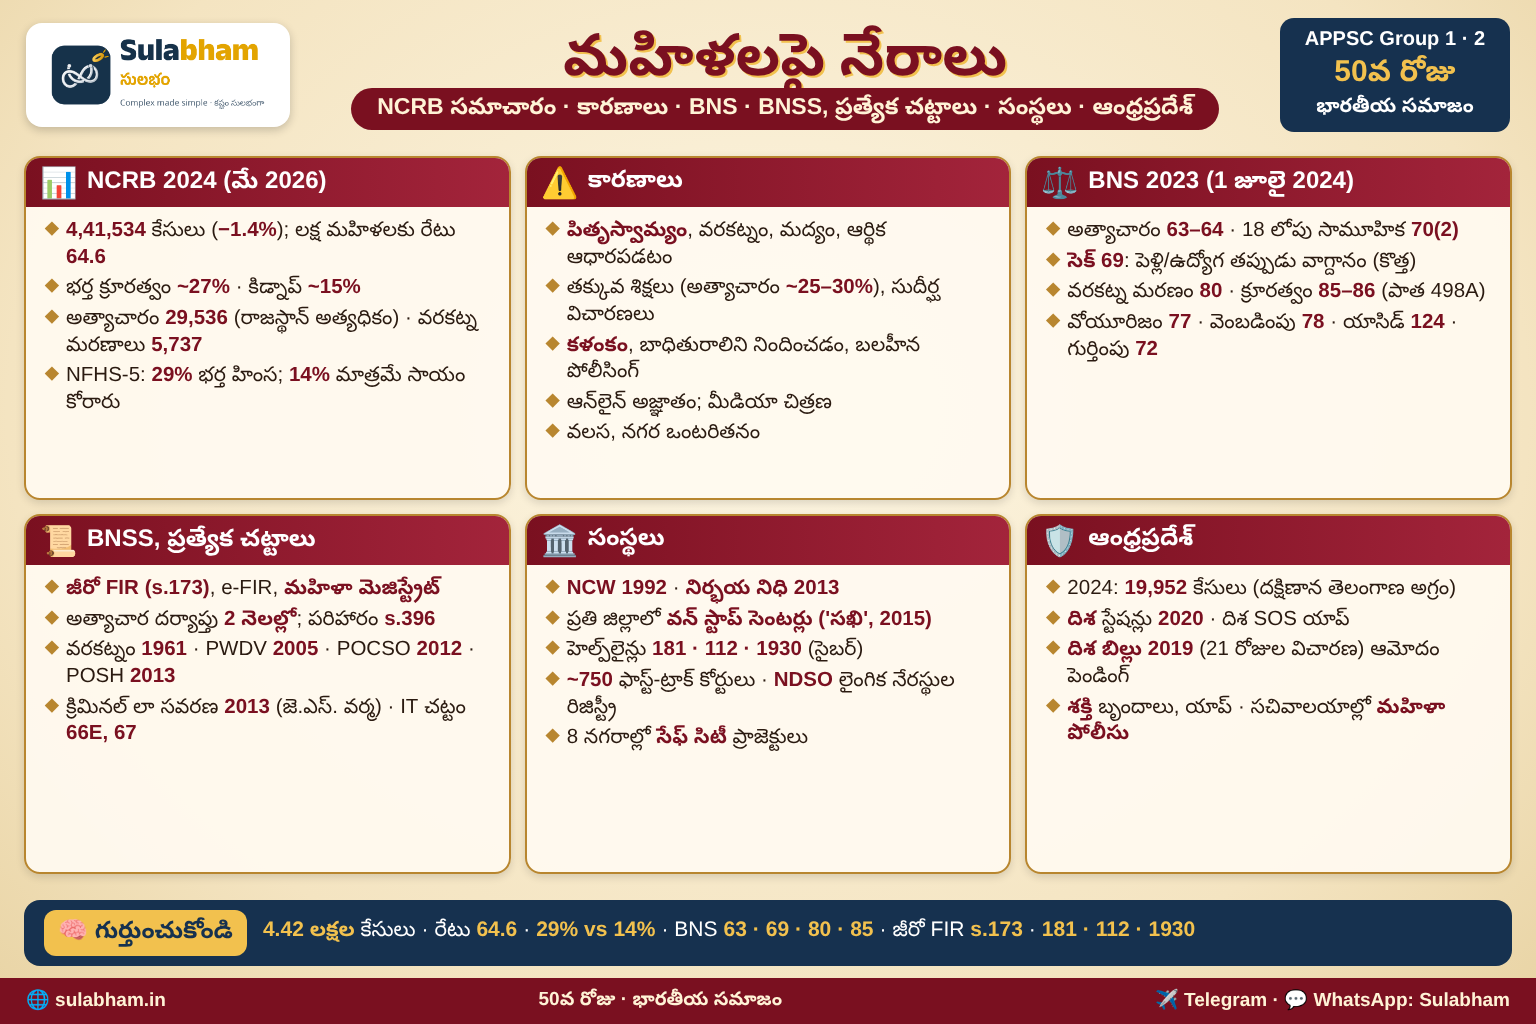 Sulabham
సులభం
Complex made simple · కష్టం సులభంగా
మహిళలపై నేరాలు
NCRB సమాచారం · కారణాలు · BNS · BNSS, ప్రత్యేక చట్టాలు · సంస్థలు · ఆంధ్రప్రదేశ్
APPSC Group 1 · 2
50వ రోజు
భారతీయ సమాజం
📊 NCRB 2024 (మే 2026)
◆ 4,41,534 కేసులు (−1.4%); లక్ష మహిళలకు రేటు
64.6
◆ భర్త క్రూరత్వం ~27% · కిడ్నాప్ ~15%
◆ అత్యాచారం 29,536 (రాజస్థాన్ అత్యధికం) · వరకట్న
మరణాలు 5,737
◆ NFHS-5: 29% భర్త హింస; 14% మాత్రమే సాయం
కోరారు
⚠️ కారణాలు
◆ పితృస్వామ్యం, వరకట్నం, మద్యం, ఆర్థిక
ఆధారపడటం
◆ తక్కువ శిక్షలు (అత్యాచారం ~25–30%), సుదీర్ఘ
విచారణలు
◆ కళంకం, బాధితురాలిని నిందించడం, బలహీన
పోలీసింగ్
◆ ఆన్‌లైన్ అజ్ఞాతం; మీడియా చిత్రణ
◆ వలస, నగర ఒంటరితనం
⚖️ BNS 2023 (1 జూలై 2024)
◆ అత్యాచారం 63–64 · 18 లోపు సామూహిక 70(2)
◆ సెక్ 69: పెళ్లి/ఉద్యోగ తప్పుడు వాగ్దానం (కొత్త)
◆ వరకట్న మరణం 80 · క్రూరత్వం 85–86 (పాత 498A)
◆ వోయూరిజం 77 · వెంబడింపు 78 · యాసిడ్ 124 ·
గుర్తింపు 72
📜 BNSS, ప్రత్యేక చట్టాలు
◆ జీరో FIR (s.173), e-FIR, మహిళా మెజిస్ట్రేట్
◆ అత్యాచార దర్యాప్తు 2 నెలల్లో; పరిహారం s.396
◆ వరకట్నం 1961 · PWDV 2005 · POCSO 2012 ·
POSH 2013
◆ క్రిమినల్ లా సవరణ 2013 (జె.ఎస్. వర్మ) · IT చట్టం
66E, 67
🏛️ సంస్థలు
◆ NCW 1992 · నిర్భయ నిధి 2013
◆ ప్రతి జిల్లాలో వన్ స్టాప్ సెంటర్లు ('సఖి', 2015)
◆ హెల్ప్‌లైన్లు 181 · 112 · 1930 (సైబర్)
◆ ~750 ఫాస్ట్-ట్రాక్ కోర్టులు · NDSO లైంగిక నేరస్థుల
రిజిస్ట్రీ
◆ 8 నగరాల్లో సేఫ్ సిటీ ప్రాజెక్టులు
🛡️ ఆంధ్రప్రదేశ్
◆ 2024: 19,952 కేసులు (దక్షిణాన తెలంగాణ అగ్రం)
◆ దిశ స్టేషన్లు 2020 · దిశ SOS యాప్
◆ దిశ బిల్లు 2019 (21 రోజుల విచారణ) ఆమోదం
పెండింగ్
◆ శక్తి బృందాలు, యాప్ · సచివాలయాల్లో మహిళా
పోలీసు
🧠 గుర్తుంచుకోండి
4.42 లక్షల కేసులు · రేటు 64.6 · 29% vs 14% · BNS 63 · 69 · 80 · 85 · జీరో FIR s.173 · 181 · 112 · 1930
🌐 sulabham.in
50వ రోజు · భారతీయ సమాజం
✈️ Telegram · 💬 WhatsApp: Sulabham